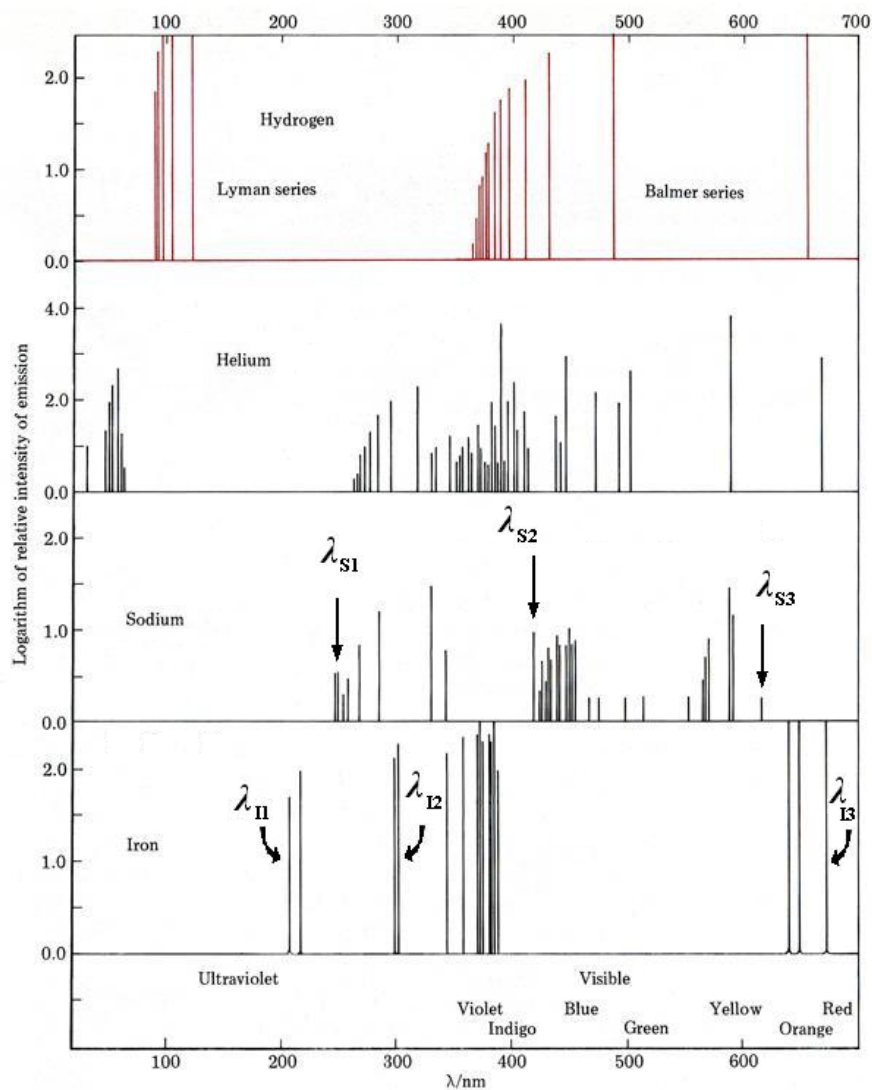 100 200 300 400 500 600 700
2.0
Hydrogen
1.0
Lyman series Balmer series
0.0
4.0
Helium
2.0
0.0
Logarithm of relative intensity of emission
λS2
2.0
λS1
λS3
Sodium
1.0
0.0
2.0
λI1 λI2 λI3
Iron
1.0
0.0
Ultraviolet Visible
Violet Blue Yellow Red
Indigo Green Orange
100 200 300 400 500 600
λ/nm